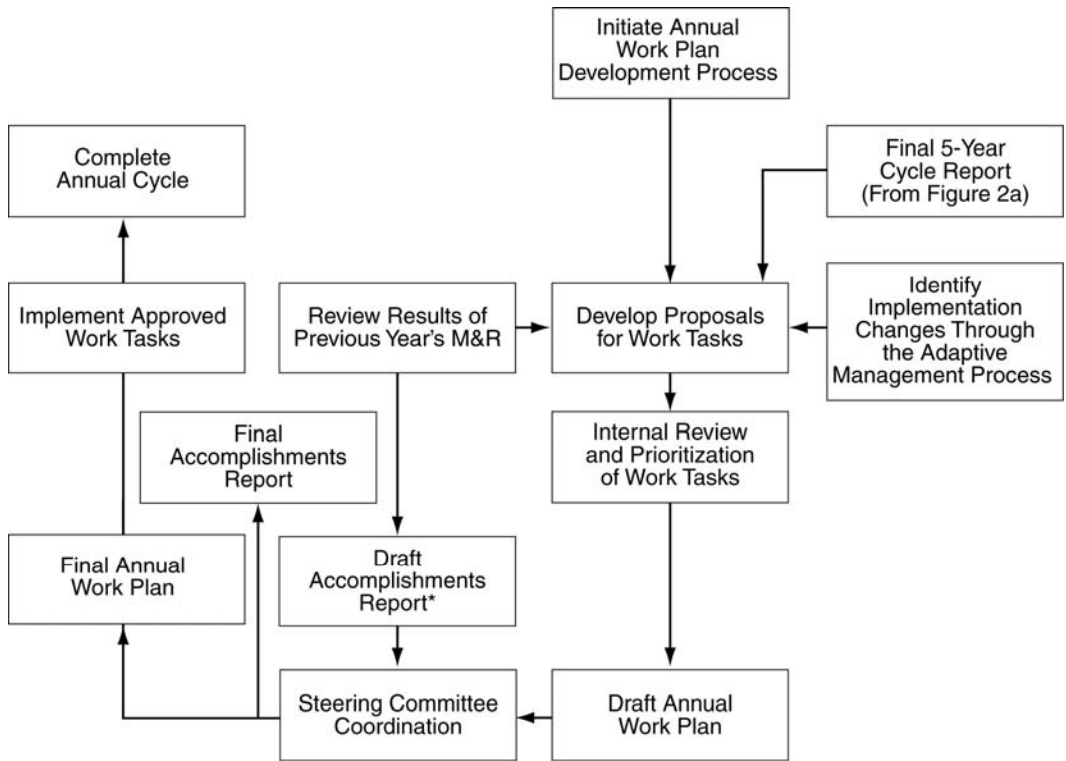 Initiate Annual
Work Plan
Development Process
Complete
Annual Cycle
Final 5-Year
Cycle Report
(From Figure 2a)
Implement Approved
Work Tasks
Review Results of
Previous Year's M&R
Develop Proposals
for Work Tasks
Identify
Implementation
Changes Through
the Adaptive
Management Process
Final
Accomplishments
Report
Internal Review
and Prioritization
of Work Tasks
Final Annual
Work Plan
Draft
Accomplishments
Report*
Steering Committee
Coordination
Draft Annual
Work Plan